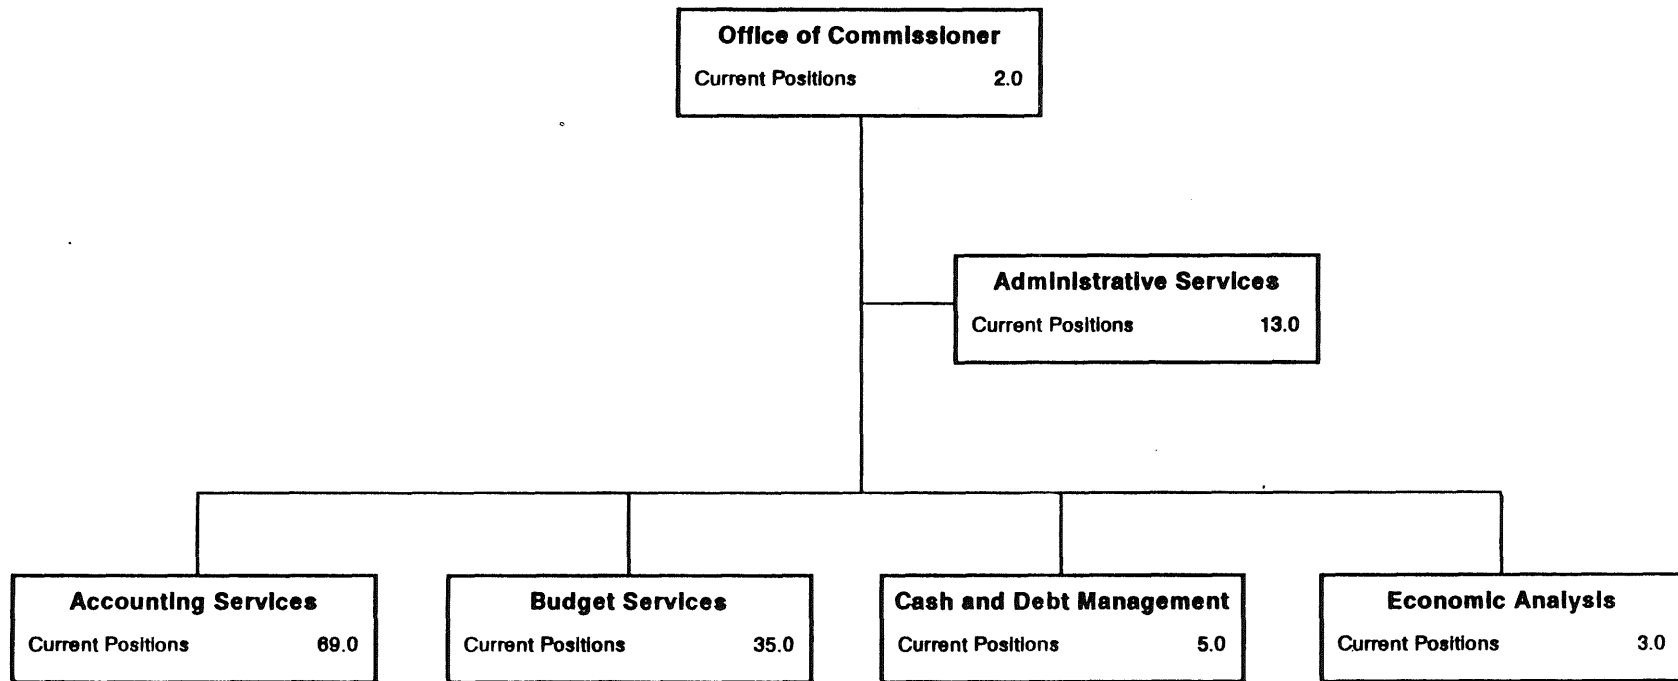 Office of Commissioner
Current Positions 2.0
Administrative Services
Current Positions 13.0
Accounting Services
Current Positions 69.0
Budget Services
Current Positions 35.0
Cash and Debt Management
Current Positions 5.0
Economic Analysis
Current Positions 3.0